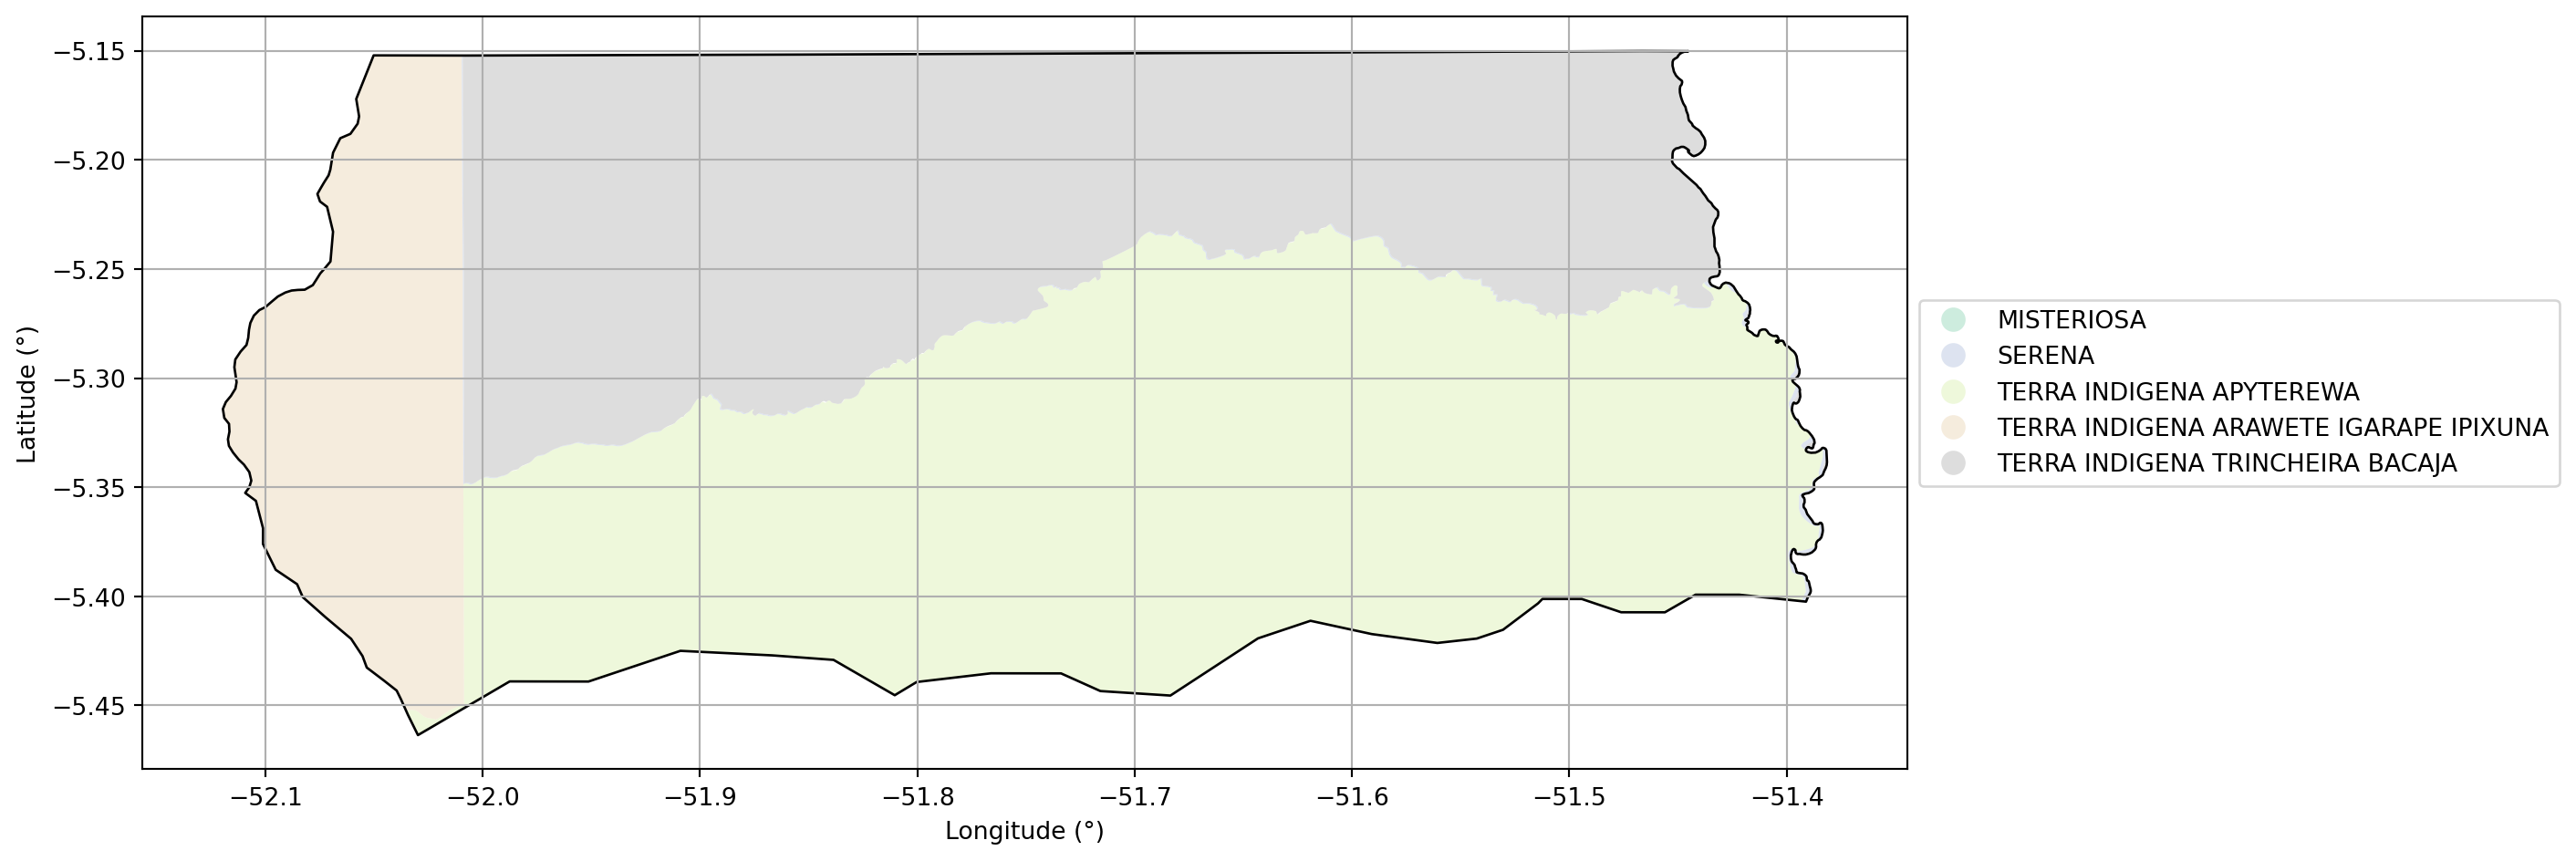 −5.15
−5.20
−5.25
−5.30
−5.35
−5.40
−5.45
Latitude (°)
−52.1 −52.0 −51.9 −51.8 −51.7 −51.6 −51.5 −51.4
Longitude (°)
MISTERIOSA
SERENA
TERRA INDIGENA APYTEREWA
TERRA INDIGENA ARAWETE IGARAPE IPIXUNA
TERRA INDIGENA TRINCHEIRA BACAJA